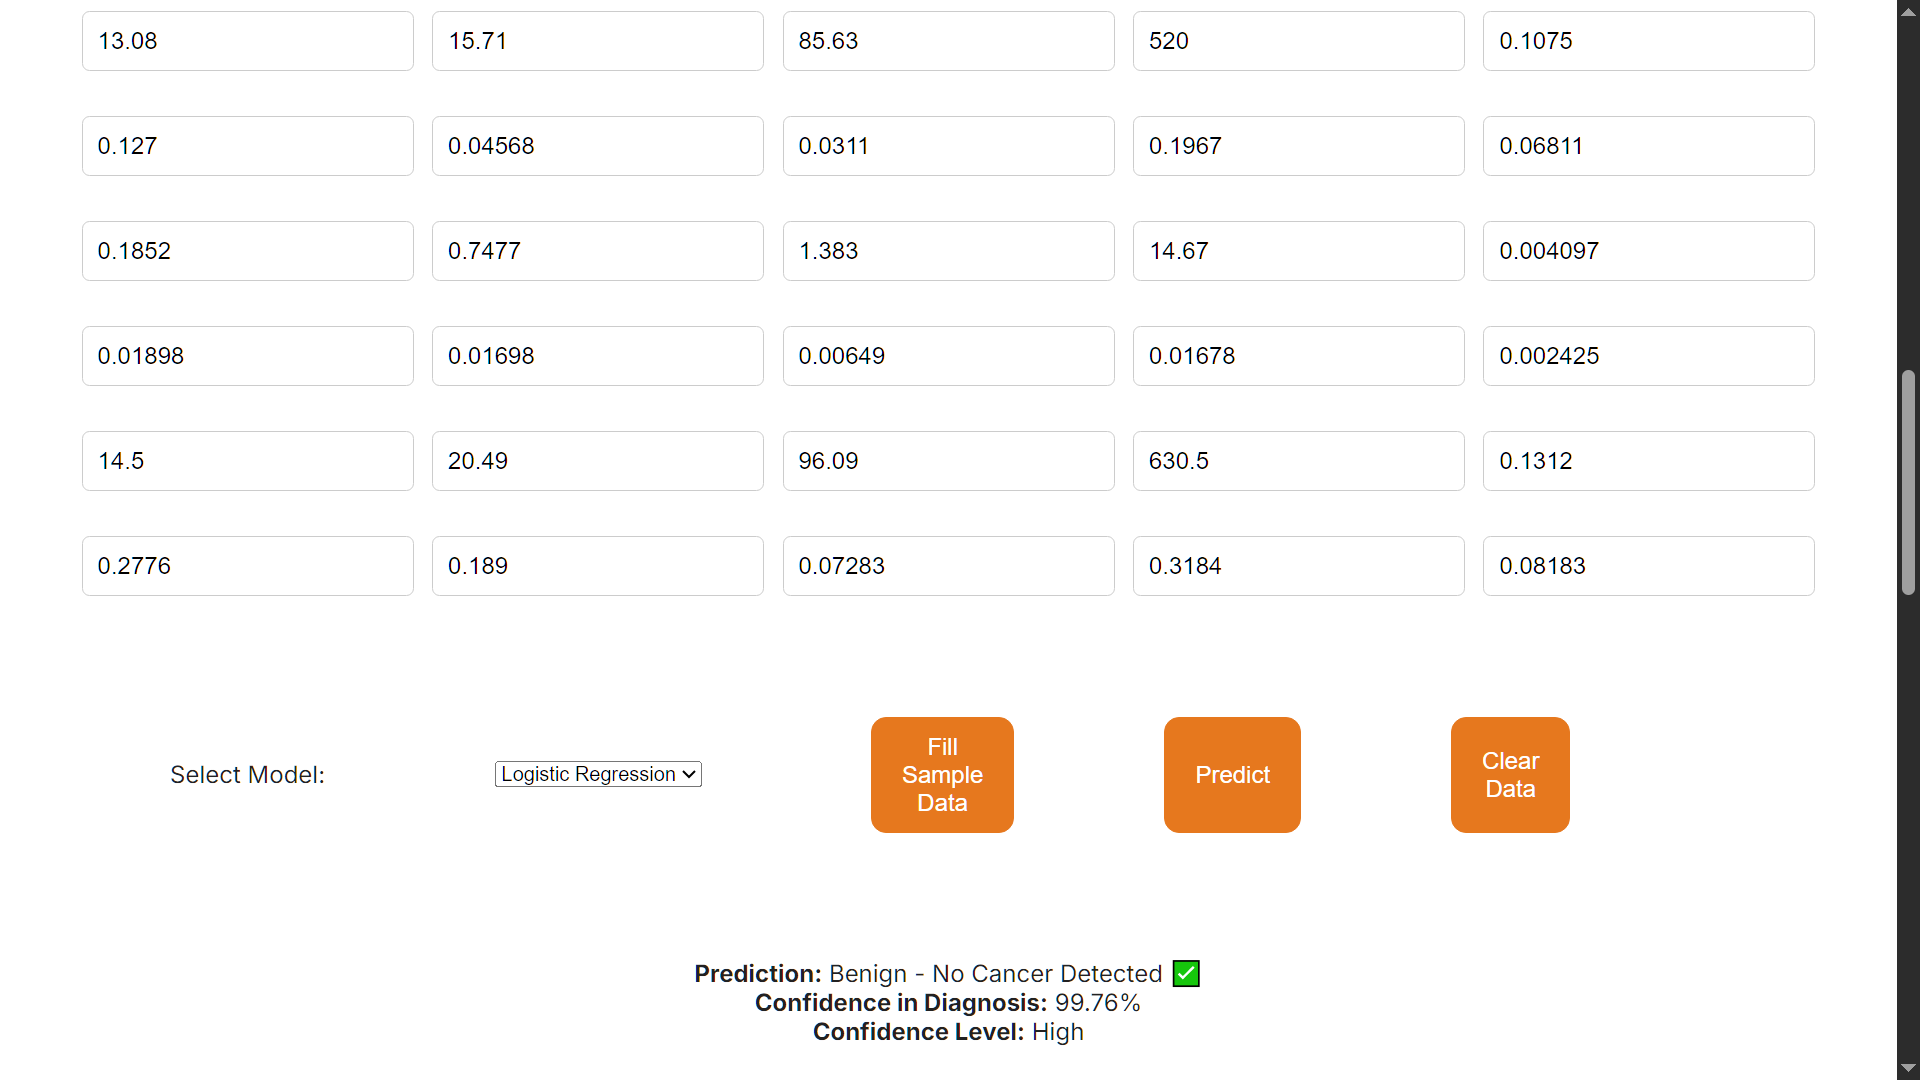 13.08 15.71 85.63 520 0.1075
0.127 0.04568 0.0311 0.1967 0.06811
0.1852 0.7477 1.383 14.67 0.004097
0.01898 0.01698 0.00649 0.01678 0.002425
14.5 20.49 96.09 630.5 0.1312
0.2776 0.189 0.07283 0.3184 0.08183
Select Model:
Logistic Regression
Fill
Sample
Data
Predict
Clear
Data
Prediction: Benign - No Cancer Detected ✅
Confidence in Diagnosis: 99.76%
Confidence Level: High